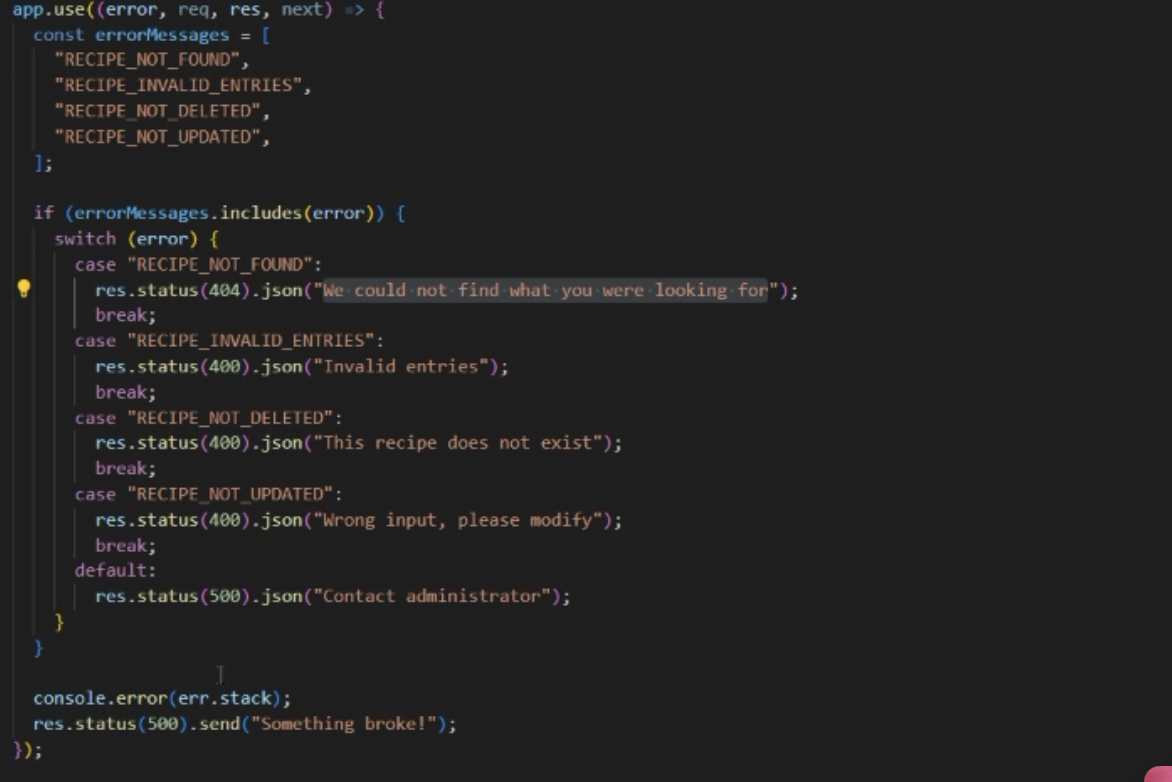 app.use((error, req, res, next) => {
  const errorMessages = [
    "RECIPE_NOT_FOUND",
    "RECIPE_INVALID_ENTRIES",
    "RECIPE_NOT_DELETED",
    "RECIPE_NOT_UPDATED",
  ];

  if (errorMessages.includes(error)) {
    switch (error) {
      case "RECIPE_NOT_FOUND":
        res.status(404).json("We could not find what you were looking for");
        break;
      case "RECIPE_INVALID_ENTRIES":
        res.status(400).json("Invalid entries");
        break;
      case "RECIPE_NOT_DELETED":
        res.status(400).json("This recipe does not exist");
        break;
      case "RECIPE_NOT_UPDATED":
        res.status(400).json("Wrong input, please modify");
        break;
      default:
        res.status(500).json("Contact administrator");
    }
  }

  console.error(err.stack);
  res.status(500).send("Something broke!");
});